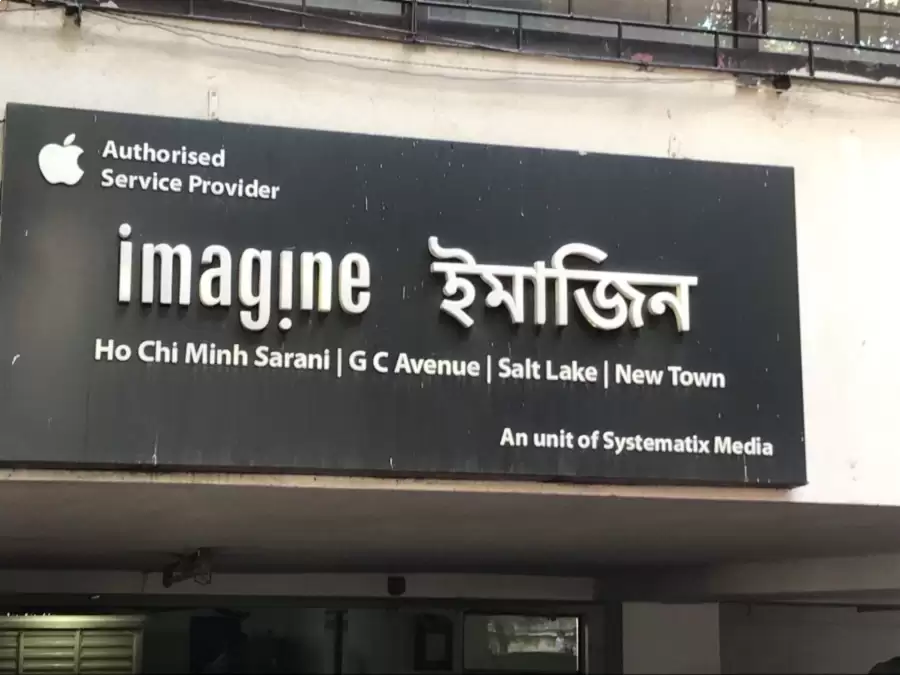 Authorised
Service Provider
imagine ইমাজিন
Ho Chi Minh Sarani | G C Avenue | Salt Lake | New Town
An unit of Systematix Media